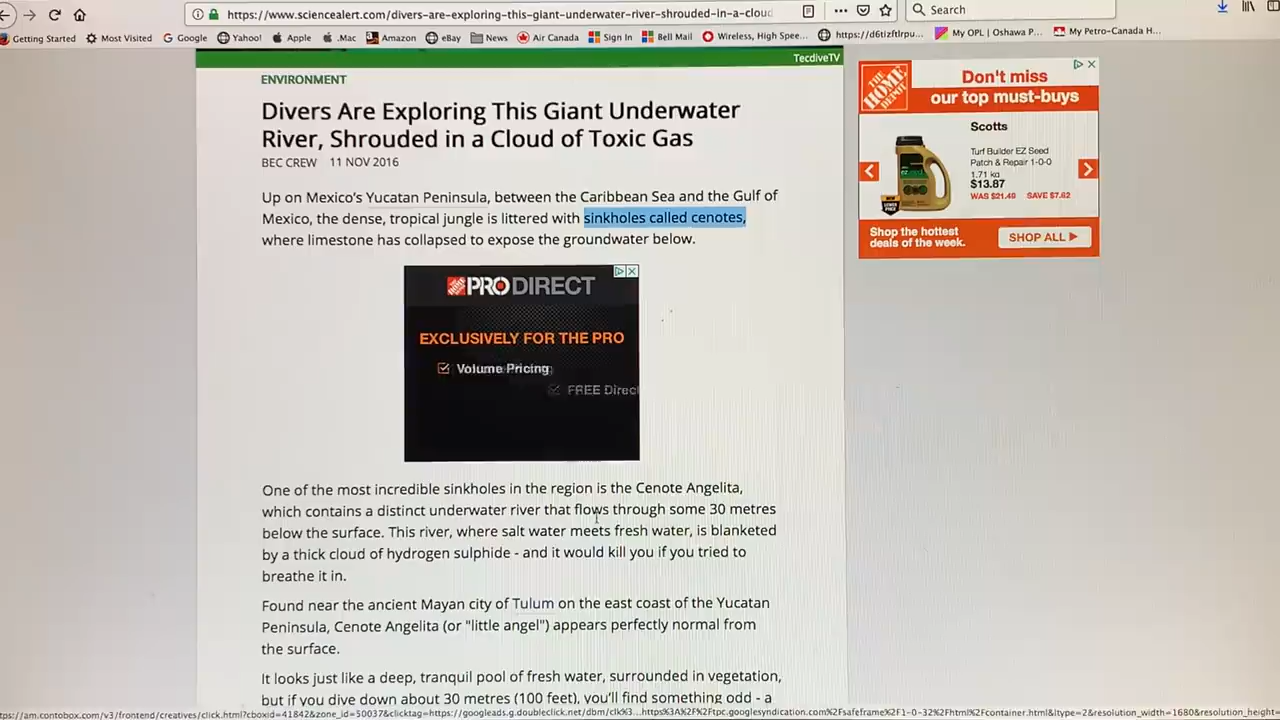 https://www.sciencealert.com/divers-are-exploring-this-giant-underwater-river-shrouded-in-a-cloud
Search
Getting Started
Most Visited
Google
Yahoo!
Apple
.Mac
Amazon
eBay
News
Air Canada
Sign In
Bell Mail
Wireless, High Spee...
https://d6tizftlrpu...
My OPL | Oshawa P...
My Petro-Canada H...
TecdiveTV
ENVIRONMENT
Divers Are Exploring This Giant Underwater
River, Shrouded in a Cloud of Toxic Gas
BEC CREW 11 NOV 2016
Up on Mexico's Yucatan Peninsula, between the Caribbean Sea and the Gulf of
Mexico, the dense, tropical jungle is littered with sinkholes called cenotes,
where limestone has collapsed to expose the groundwater below.
PRO DIRECT
EXCLUSIVELY FOR THE PRO
Volume Pricing
FREE Direct
One of the most incredible sinkholes in the region is the Cenote Angelita,
which contains a distinct underwater river that flows through some 30 metres
below the surface. This river, where salt water meets fresh water, is blanketed
by a thick cloud of hydrogen sulphide - and it would kill you if you tried to
breathe it in.
Found near the ancient Mayan city of Tulum on the east coast of the Yucatan
Peninsula, Cenote Angelita (or "little angel") appears perfectly normal from
the surface.
It looks just like a deep, tranquil pool of fresh water, surrounded in vegetation,
but if you dive down about 30 metres (100 feet), you'll find something odd - a
THE HOME DEPOT
Don't miss
our top must-buys
Scotts
Turf Builder EZ Seed
Patch & Repair 1-0-0
1.71 kg
$13.87
WAS $21.49 SAVE $7.62
Shop the hottest
deals of the week.
SHOP ALL